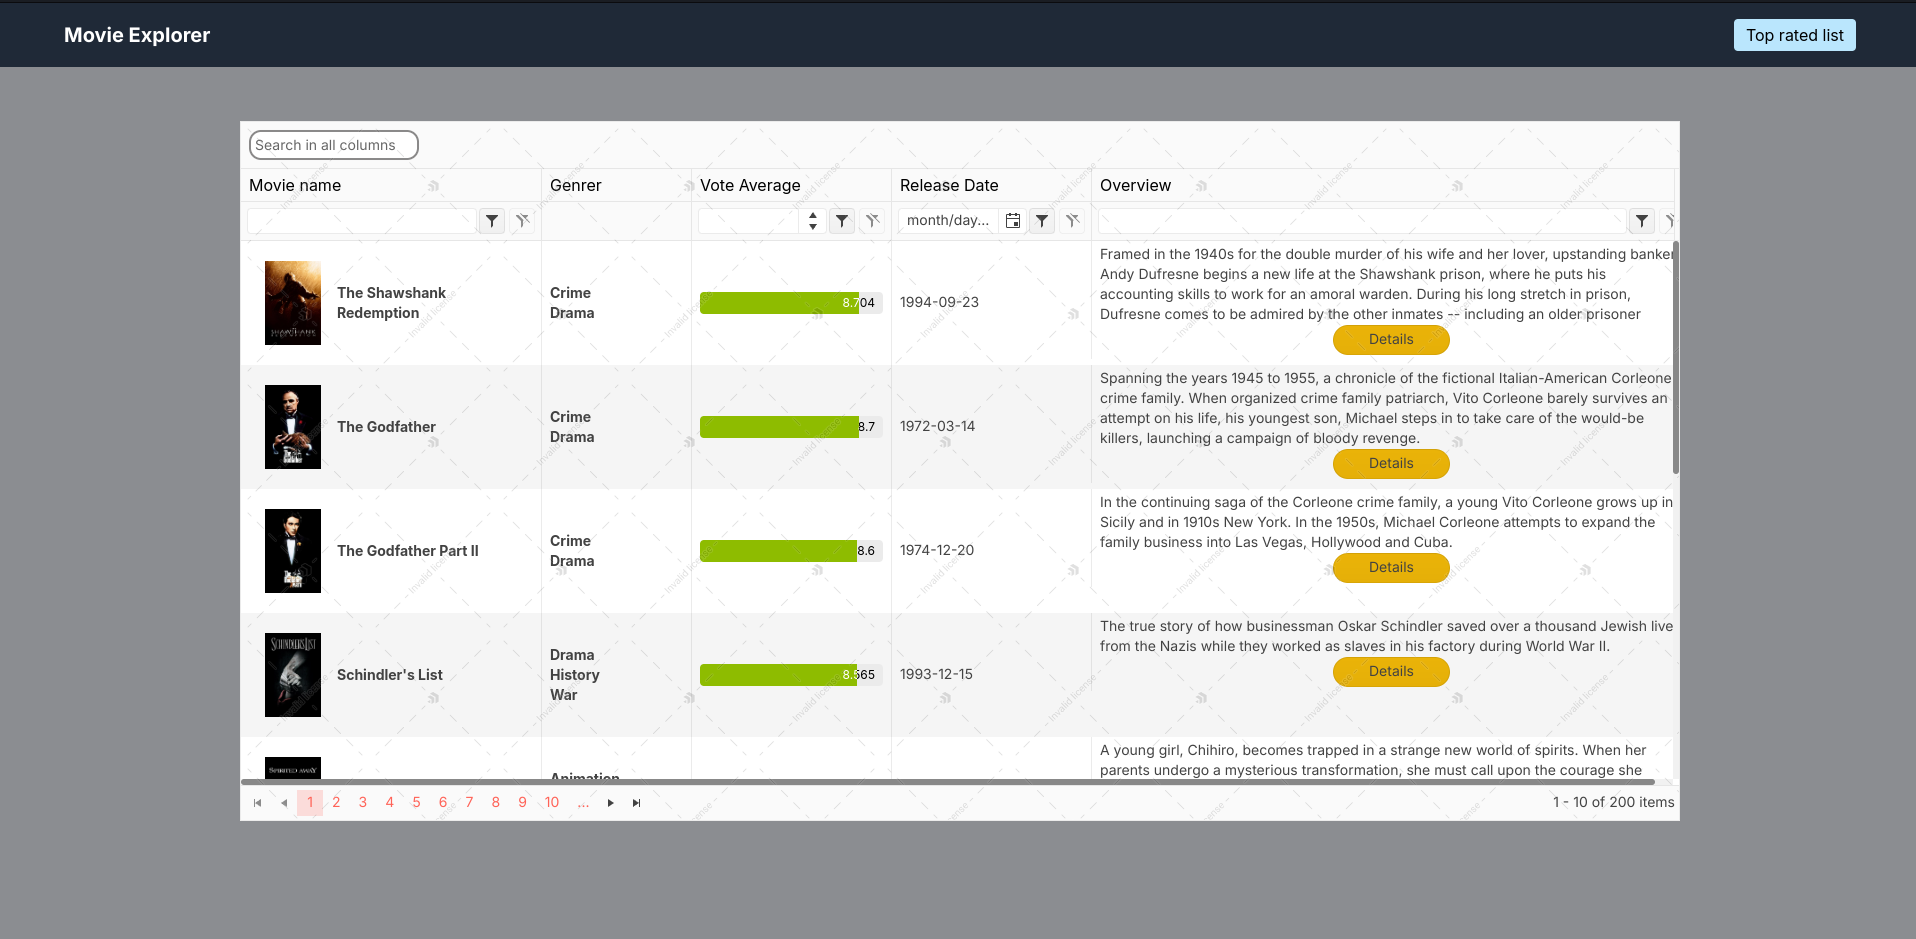 Movie Explorer
Top rated list
Search in all columns
Movie name
Genrer
Vote Average
Release Date
Overview
month/day...
The Shawshank
Redemption
Crime
Drama
8.704
1994-09-23
Framed in the 1940s for the double murder of his wife and her lover, upstanding banker
Andy Dufresne begins a new life at the Shawshank prison, where he puts his
accounting skills to work for an amoral warden. During his long stretch in prison,
Dufresne comes to be admired by the other inmates -- including an older prisoner
Details
The Godfather
Crime
Drama
8.7
1972-03-14
Spanning the years 1945 to 1955, a chronicle of the fictional Italian-American Corleone
crime family. When organized crime family patriarch, Vito Corleone barely survives an
attempt on his life, his youngest son, Michael steps in to take care of the would-be
killers, launching a campaign of bloody revenge.
Details
The Godfather Part II
Crime
Drama
8.6
1974-12-20
In the continuing saga of the Corleone crime family, a young Vito Corleone grows up in
Sicily and in 1910s New York. In the 1950s, Michael Corleone attempts to expand the
family business into Las Vegas, Hollywood and Cuba.
Details
SCHINDLER'S LIST
Schindler's List
Drama
History
War
8.565
1993-12-15
The true story of how businessman Oskar Schindler saved over a thousand Jewish live
from the Nazis while they worked as slaves in his factory during World War II.
Details
SPIRITED AWAY
Animation
A young girl, Chihiro, becomes trapped in a strange new world of spirits. When her
parents undergo a mysterious transformation, she must call upon the courage she
1 2 3 4 5 6 7 8 9 10 ...
1 - 10 of 200 items
Invalid license